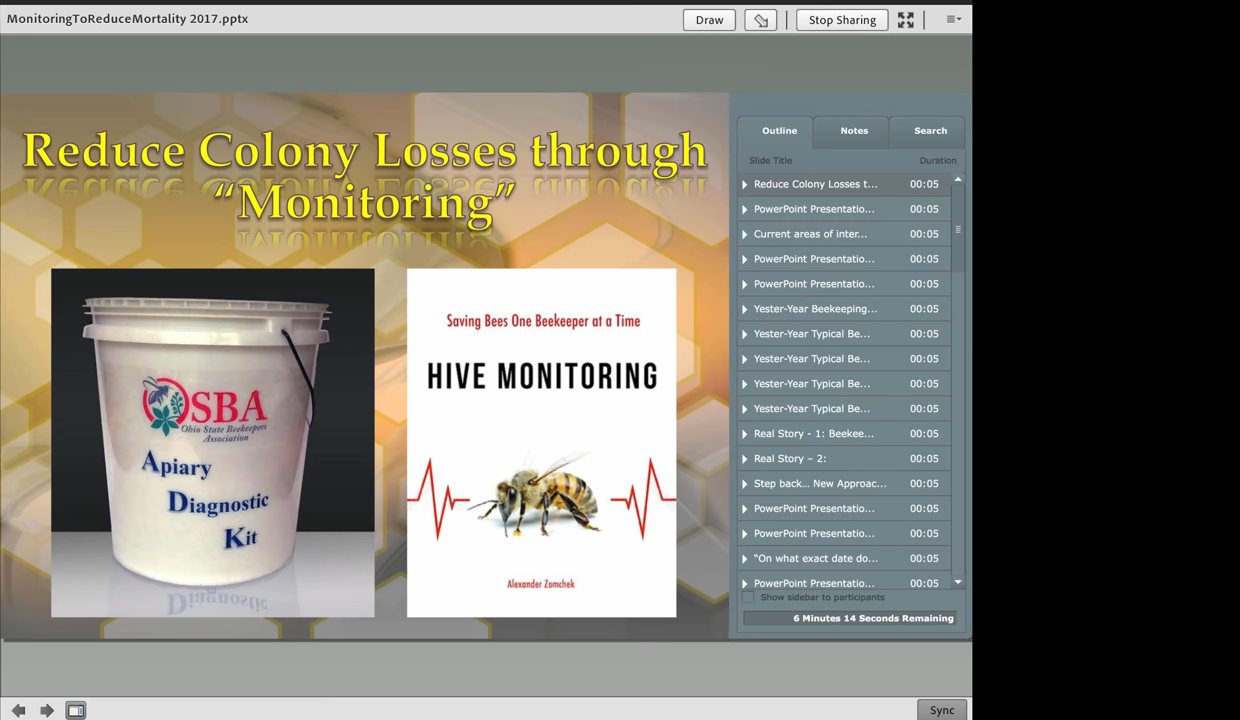 MonitoringToReduceMortality 2017.pptx
Draw
Stop Sharing
Reduce Colony Losses through
“Monitoring”
OSBA
Ohio State Beekeepers
Association
Apiary
Diagnostic
Kit
Diagnostic
Saving Bees One Beekeeper at a Time
HIVE MONITORING
Alexander Zomchek
Outline Notes Search
Slide Title Duration
Reduce Colony Losses t... 00:05
PowerPoint Presentatio... 00:05
Current areas of inter... 00:05
PowerPoint Presentatio... 00:05
PowerPoint Presentatio... 00:05
Yester-Year Beekeeping... 00:05
Yester-Year Typical Be... 00:05
Yester-Year Typical Be... 00:05
Yester-Year Typical Be... 00:05
Yester-Year Typical Be... 00:05
Real Story - 1: Beekee... 00:05
Real Story – 2: 00:05
Step back... New Approac... 00:05
PowerPoint Presentatio... 00:05
PowerPoint Presentatio... 00:05
“On what exact date do... 00:05
PowerPoint Presentatio... 00:05
Show sidebar to participants
6 Minutes 14 Seconds Remaining
Sync